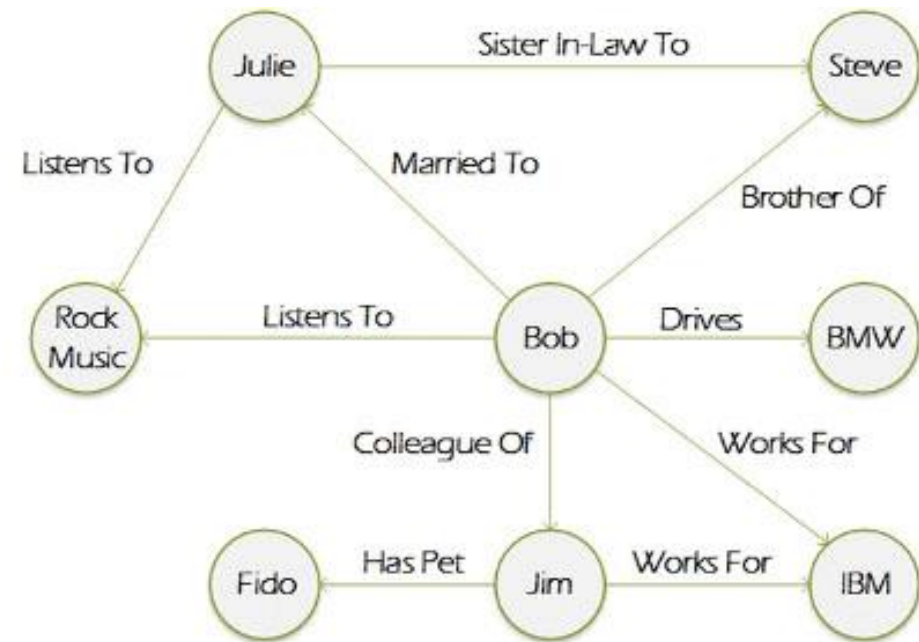 Sister In-Law To
Julie
Steve
Listens To
Married To
Brother Of
Rock
Music
Listens To
Bob
Drives
BMW
Colleague Of
Works For
Fido
Has Pet
Jim
Works For
IBM